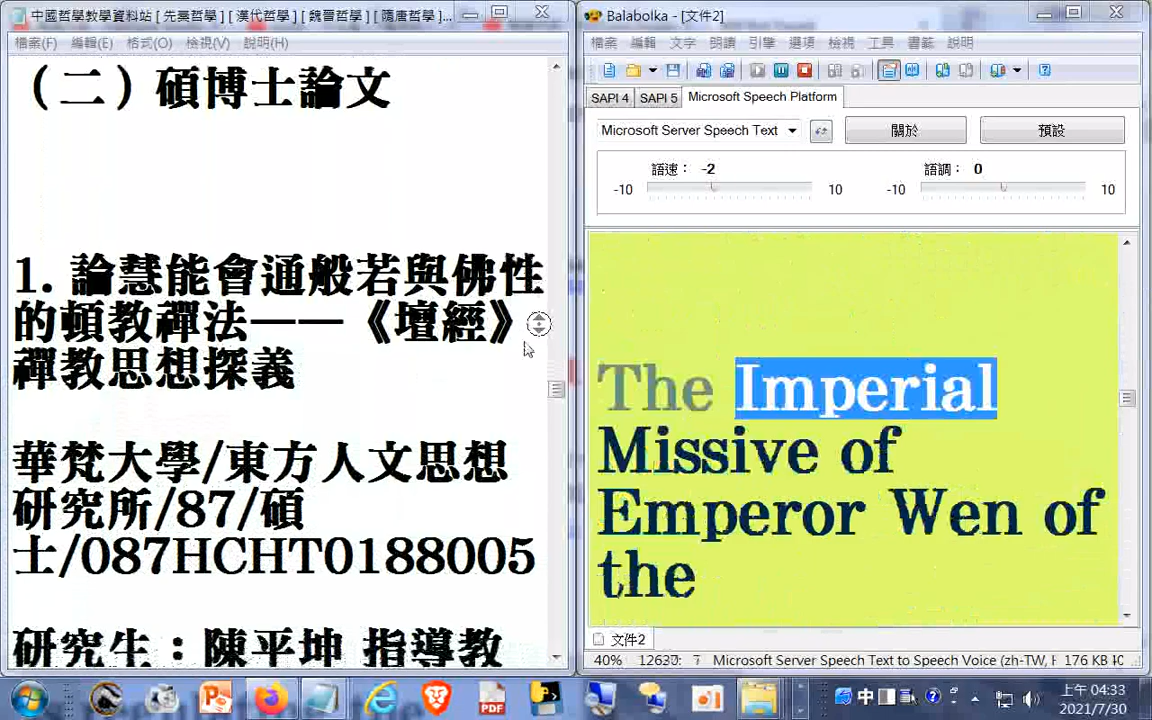 中國哲學教學資料站 [ 先秦哲學 ] [ 漢代哲學 ] [ 魏晉哲學 ] [ 隋唐哲學 ]...
檔案(F) 編輯(E) 格式(O) 檢視(V) 說明(H)
（二）碩博士論文
1. 論慧能會通般若與佛性
的頓教禪法——《壇經》
禪教思想探義
華梵大學/東方人文思想
研究所/87/碩
士/087HCHT0188005
研究生：陳平坤 指導教
Balabolka - [文件2]
檔案 編輯 文字 朗讀 引擎 選項 檢視 工具 書籤 說明
SAPI 4 SAPI 5 Microsoft Speech Platform
Microsoft Server Speech Text 關於 預設
語速： -2 語調： 0
-10 10 -10 10
The Imperial
Missive of
Emperor Wen of
the
文件2
40% Microsoft Server Speech Text to Speech Voice (zh-TW, 176 KB
PDF
中
上午 04:33
2021/7/30